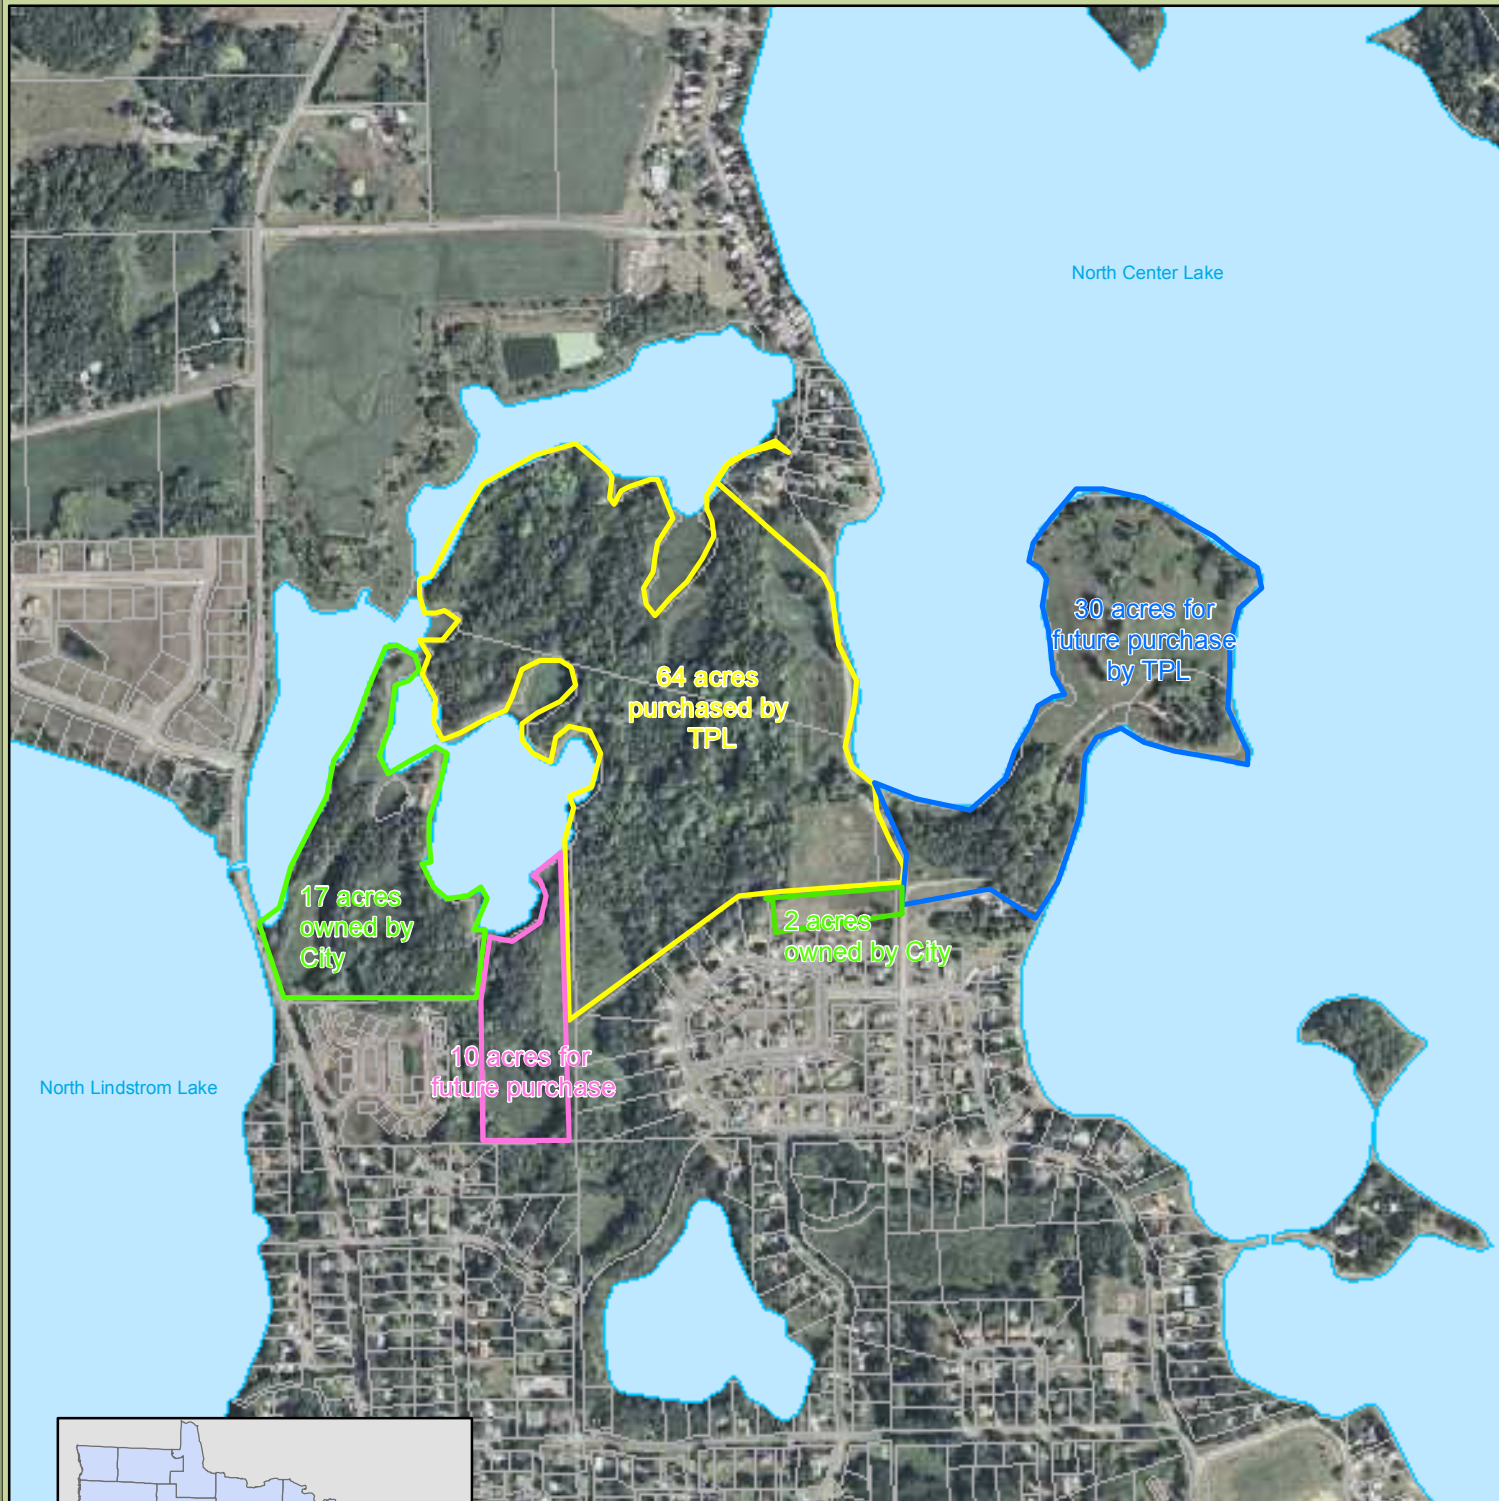 North Center Lake
30 acres for
future purchase
by TPL
64 acres
purchased by
TPL
17 acres
owned by
City
2 acres
owned by City
10 acres for
future purchase
North Lindstrom Lake